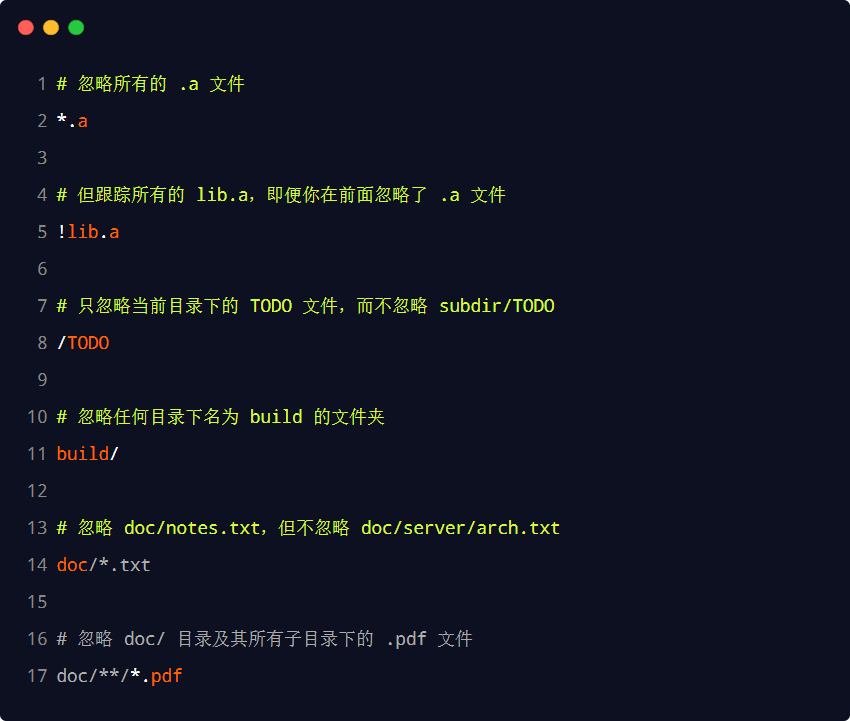 1 # 忽略所有的 .a 文件
2 *.a
3
4 # 但跟踪所有的 lib.a，即便你在前面忽略了 .a 文件
5 !lib.a
6
7 # 只忽略当前目录下的 TODO 文件，而不忽略 subdir/TODO
8 /TODO
9
10 # 忽略任何目录下名为 build 的文件夹
11 build/
12
13 # 忽略 doc/notes.txt，但不忽略 doc/server/arch.txt
14 doc/*.txt
15
16 # 忽略 doc/ 目录及其所有子目录下的 .pdf 文件
17 doc/**/*.pdf